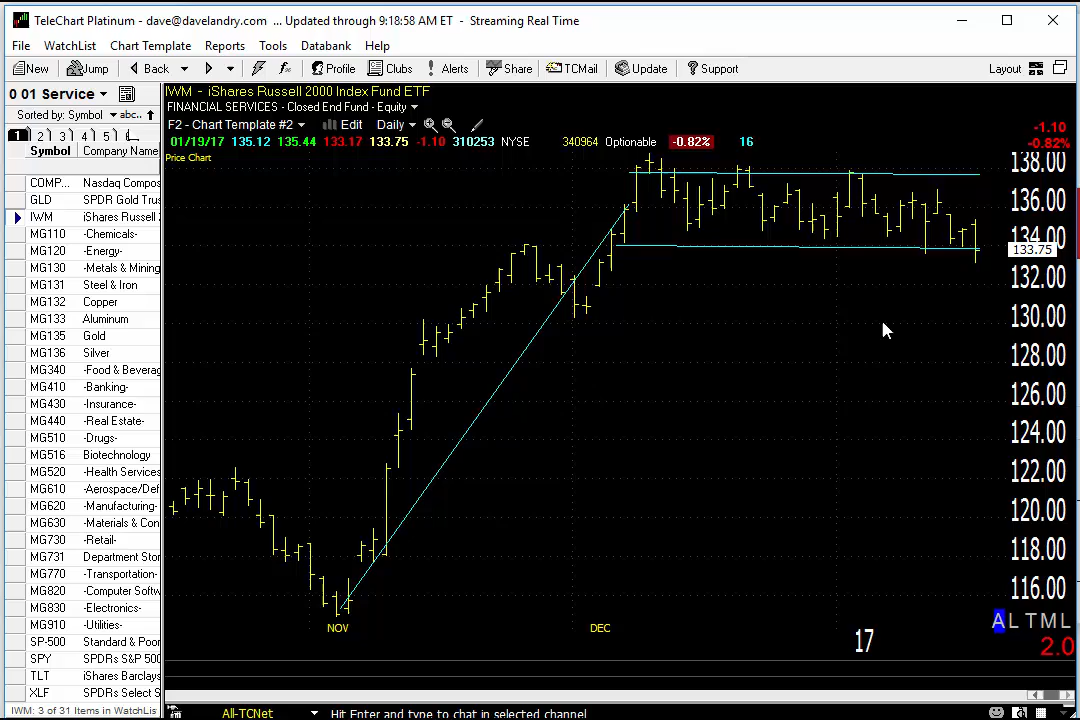 TeleChart Platinum - dave@davelandry.com ... Updated through 9:18:58 AM ET - Streaming Real Time
File WatchList Chart Template Reports Tools Databank Help
New Jump Back Profile Clubs Alerts Share TCMail Update Support Layout
0 01 Service
Sorted by: Symbol abc..
1 2 3 4 5
Symbol Company Name
COMP... Nasdaq Compos
GLD SPDR Gold Trus
IWM iShares Russell 2
MG110 -Chemicals-
MG120 -Energy-
MG130 -Metals & Mining
MG131 Steel & Iron
MG132 Copper
MG133 Aluminum
MG135 Gold
MG136 Silver
MG340 -Food & Beverag
MG410 -Banking-
MG430 -Insurance-
MG440 -Real Estate-
MG510 -Drugs-
MG516 Biotechnology
MG520 -Health Services
MG610 -Aerospace/Def
MG620 -Manufacturing-
MG630 -Materials & Con
MG730 -Retail-
MG731 Department Stor
MG770 -Transportation-
MG820 -Computer Softw
MG830 -Electronics-
MG910 -Utilities-
SP-500 Standard & Poor
SPY SPDRs S&P 500
TLT iShares Barclays
XLF SPDRs Select S
IWM: 3 of 31 Items in WatchList
IWM - iShares Russell 2000 Index Fund ETF
FINANCIAL SERVICES - Closed End Fund - Equity
F2 - Chart Template #2 Edit Daily
01/19/17 135.12 135.44 133.17 133.75 -1.10 310253 NYSE 340964 Optionable -0.82% 16
Price Chart
-1.10
-0.82%
138.00
136.00
134.00
133.75
132.00
130.00
128.00
126.00
124.00
122.00
120.00
118.00
116.00
A L T M L
2.0
NOV DEC 17
All-TCNet Hit Enter and type to chat in selected channel